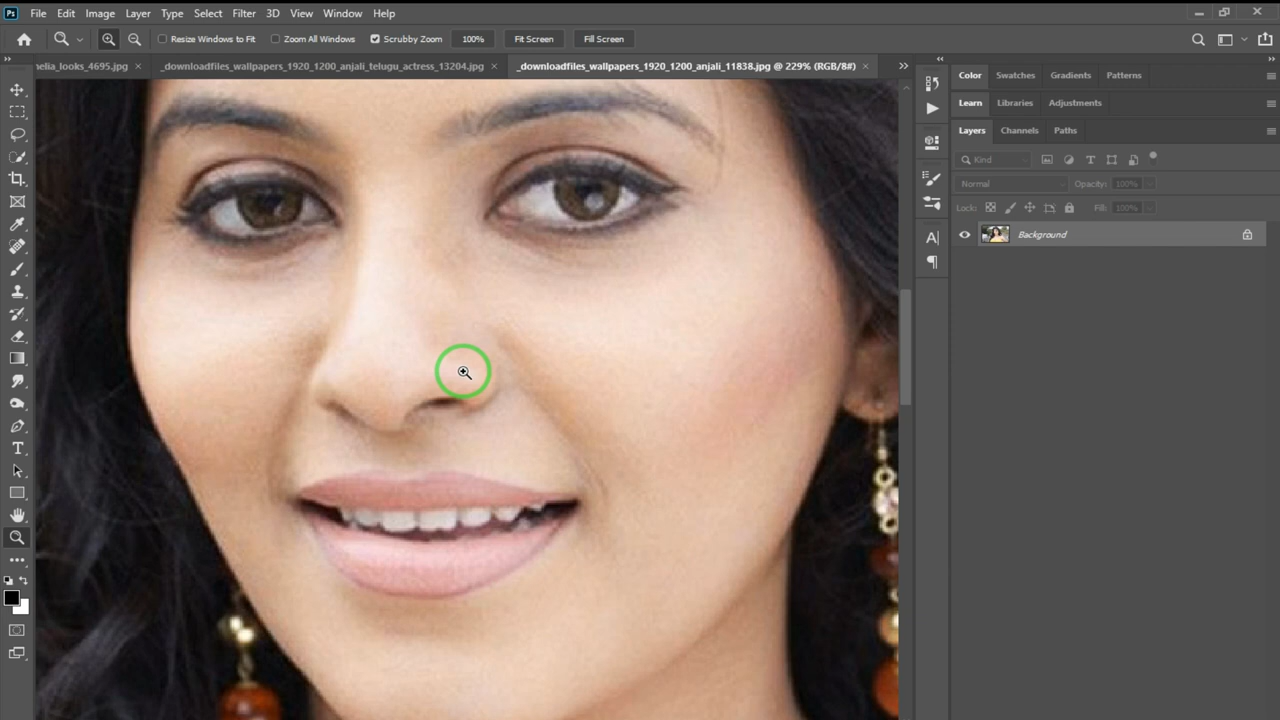 Ps File Edit Image Layer Type Select Filter 3D View Window Help
Resize Windows to Fit Zoom All Windows Scrubby Zoom 100% Fit Screen Fill Screen
nelia_looks_4695.jpg × _downloadfiles_wallpapers_1920_1200_anjali_telugu_actress_13204.jpg × _downloadfiles_wallpapers_1920_1200_anjali_11838.jpg @ 229% (RGB/8#) ×
Color Swatches Gradients Patterns
Learn Libraries Adjustments
Layers Channels Paths
Kind
Normal Opacity: 100%
Lock: Fill: 100%
Background